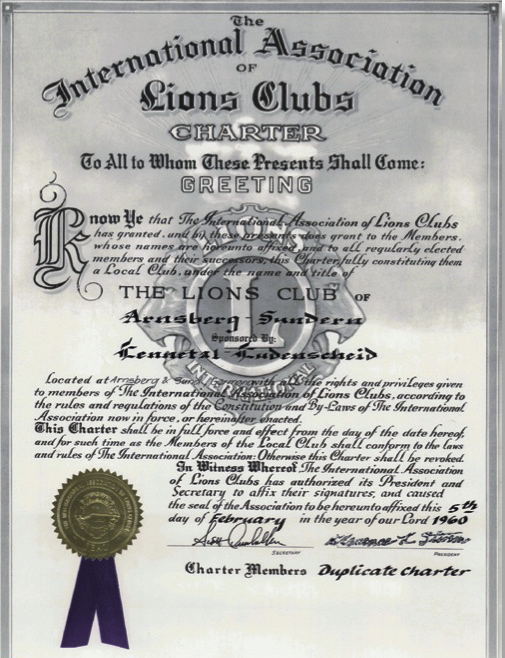 The
International Association
OF
Lions Clubs
CHARTER
To All to Whom These Presents Shall Come:
GREETING
Know Ye that The International Association of Lions Clubs
has granted, and by these presents does grant to the Members,
whose names are hereunto affixed, and to all regularly elected
members and their successors, this Charter, fully constituting them
a Local Club, under the name and title of
THE LIONS CLUB OF
Arnsberg-Sundern
Sponsored By:
Lennetal-Ludenscheid
Located at Arnsberg & with all the rights and privileges given
to members of The International Association of Lions Clubs, according to
the rules and regulations of the Constitution and By-Laws of The International
Association now in force, or hereafter enacted.
This Charter shall be in full force and effect from the day of the date hereof,
and for such time as the Members of the Local Club shall conform to the laws
and rules of The International Association: Otherwise this Charter shall be revoked.
In Witness Whereof, The International Association
of Lions Clubs has authorized its President and
Secretary to affix their signatures, and caused
the seal of the Association to be hereunto affixed this 5th
day of February in the year of our Lord 1960
SECRETARY
PRESIDENT
Charter Members Duplicate Charter
LIONS
L
INTERNATIONAL